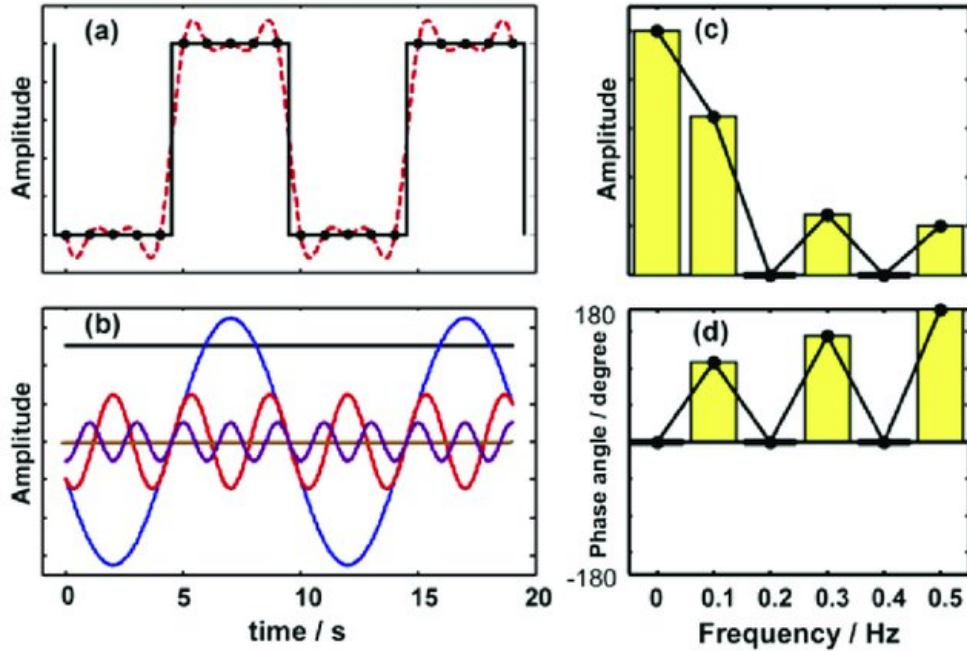 (a)
Amplitude
(b)
Amplitude
0 5 10 15 20
time / s
(c)
Amplitude
(d)
180
Phase angle / degree
-180
0 0.1 0.2 0.3 0.4 0.5
Frequency / Hz